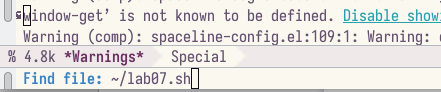 window-get’ is not known to be defined. Disable showi
Warning (comp): spaceline-config.el:109:1: Warning: 
% 4.8k *Warnings* Special
Find file: ~/lab07.sh